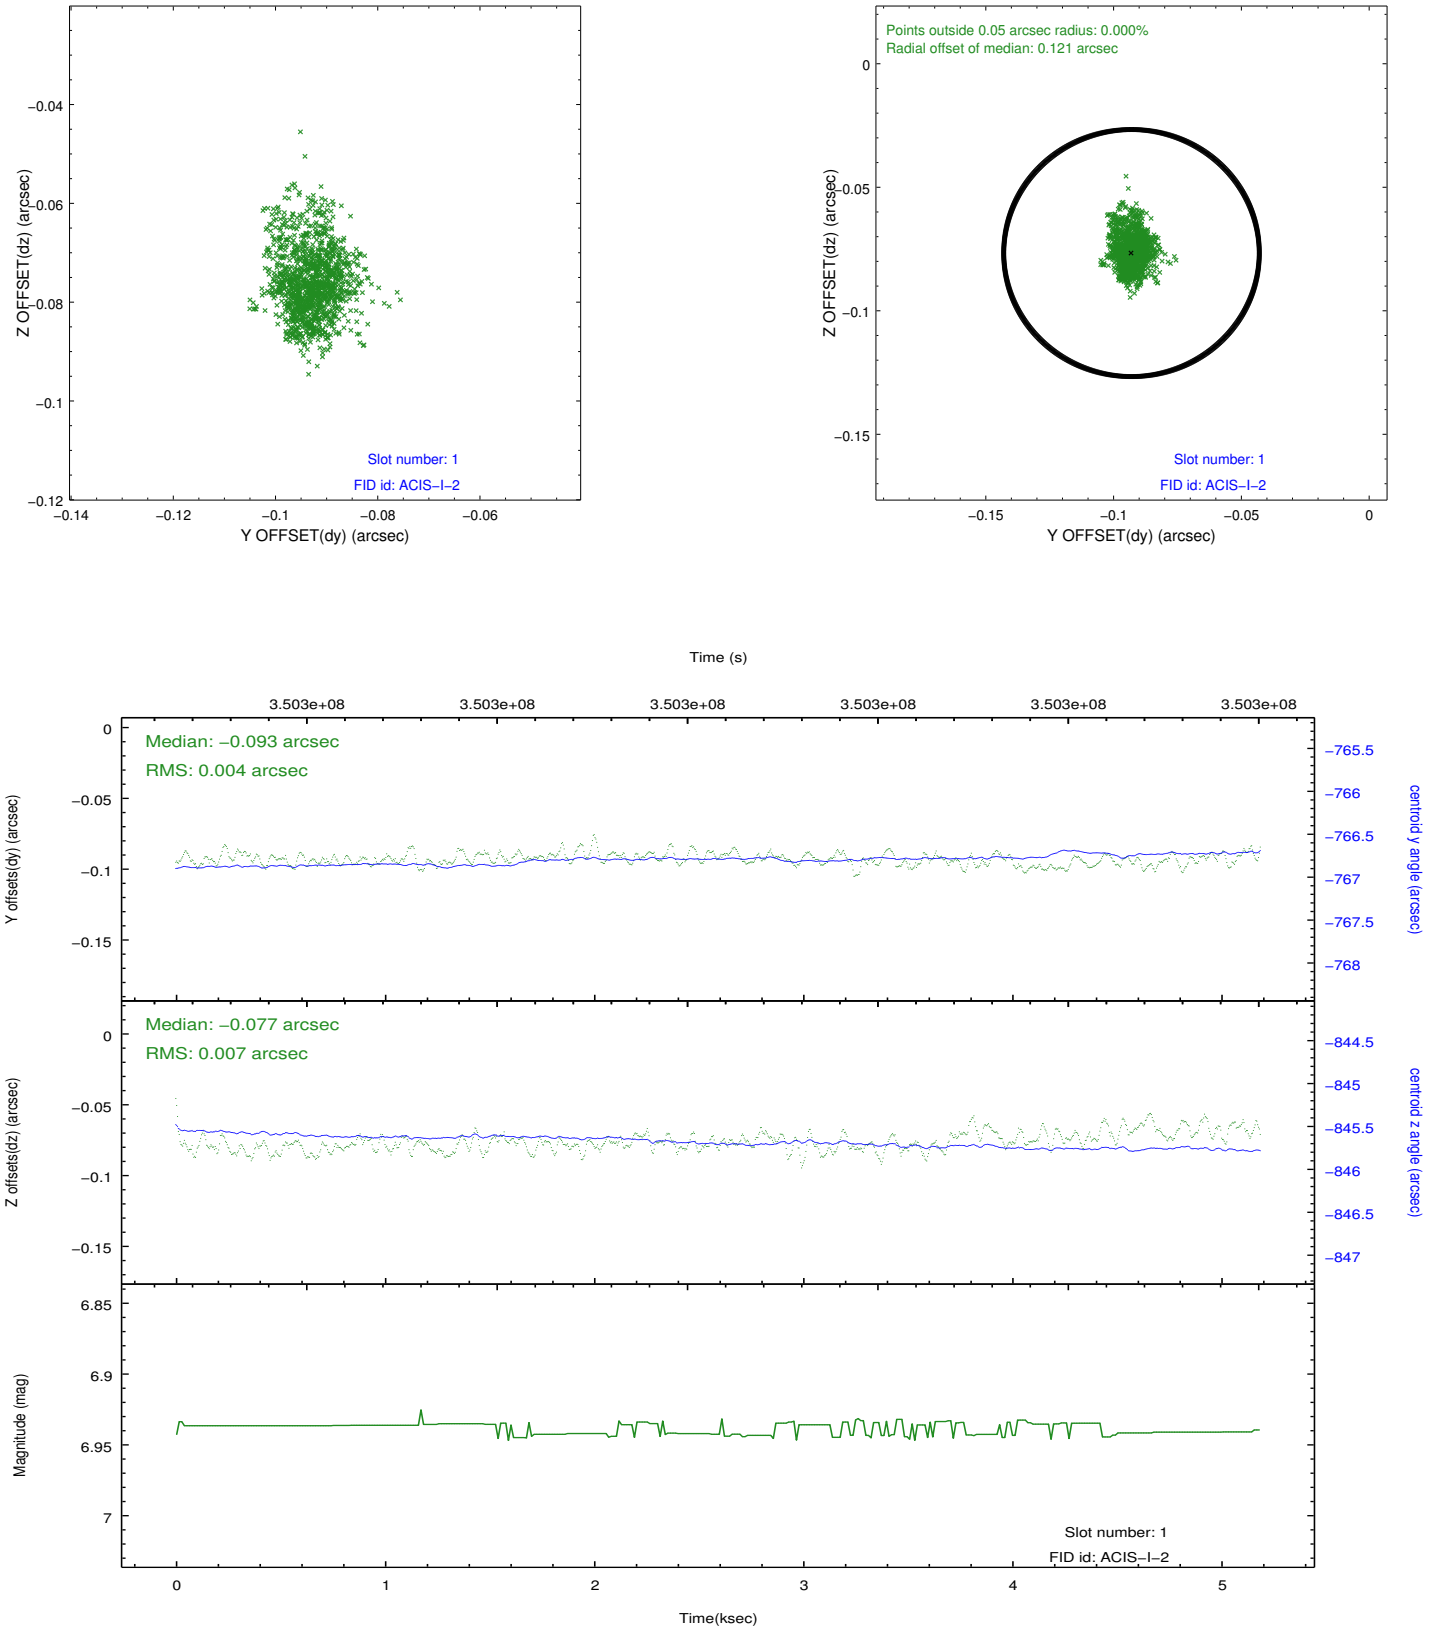 −0.04
−0.06
−0.08
−0.1
−0.12
Z OFFSET(dz) (arcsec)
Slot number: 1
FID id: ACIS−I−2
−0.14
−0.12
−0.1
−0.08
−0.06
Y OFFSET(dy) (arcsec)
Points outside 0.05 arcsec radius: 0.000%
Radial offset of median: 0.121 arcsec
0
−0.05
−0.1
−0.15
Z OFFSET(dz) (arcsec)
Slot number: 1
FID id: ACIS−I−2
−0.15
−0.1
−0.05
0
Y OFFSET(dy) (arcsec)
Time (s)
3.503e+08
3.503e+08
3.503e+08
3.503e+08
3.503e+08
3.503e+08
Median: −0.093 arcsec
RMS: 0.004 arcsec
0
−0.05
−0.1
−0.15
Y offsets(dy) (arcsec)
−765.5
−766
−766.5
−767
−767.5
−768
centroid y angle (arcsec)
Median: −0.077 arcsec
RMS: 0.007 arcsec
0
−0.05
−0.1
−0.15
Z offsets(dz) (arcsec)
−844.5
−845
−845.5
−846
−846.5
−847
centroid z angle (arcsec)
6.85
6.9
6.95
7
Magnitude (mag)
Slot number: 1
FID id: ACIS−I−2
0
1
2
3
4
5
Time(ksec)